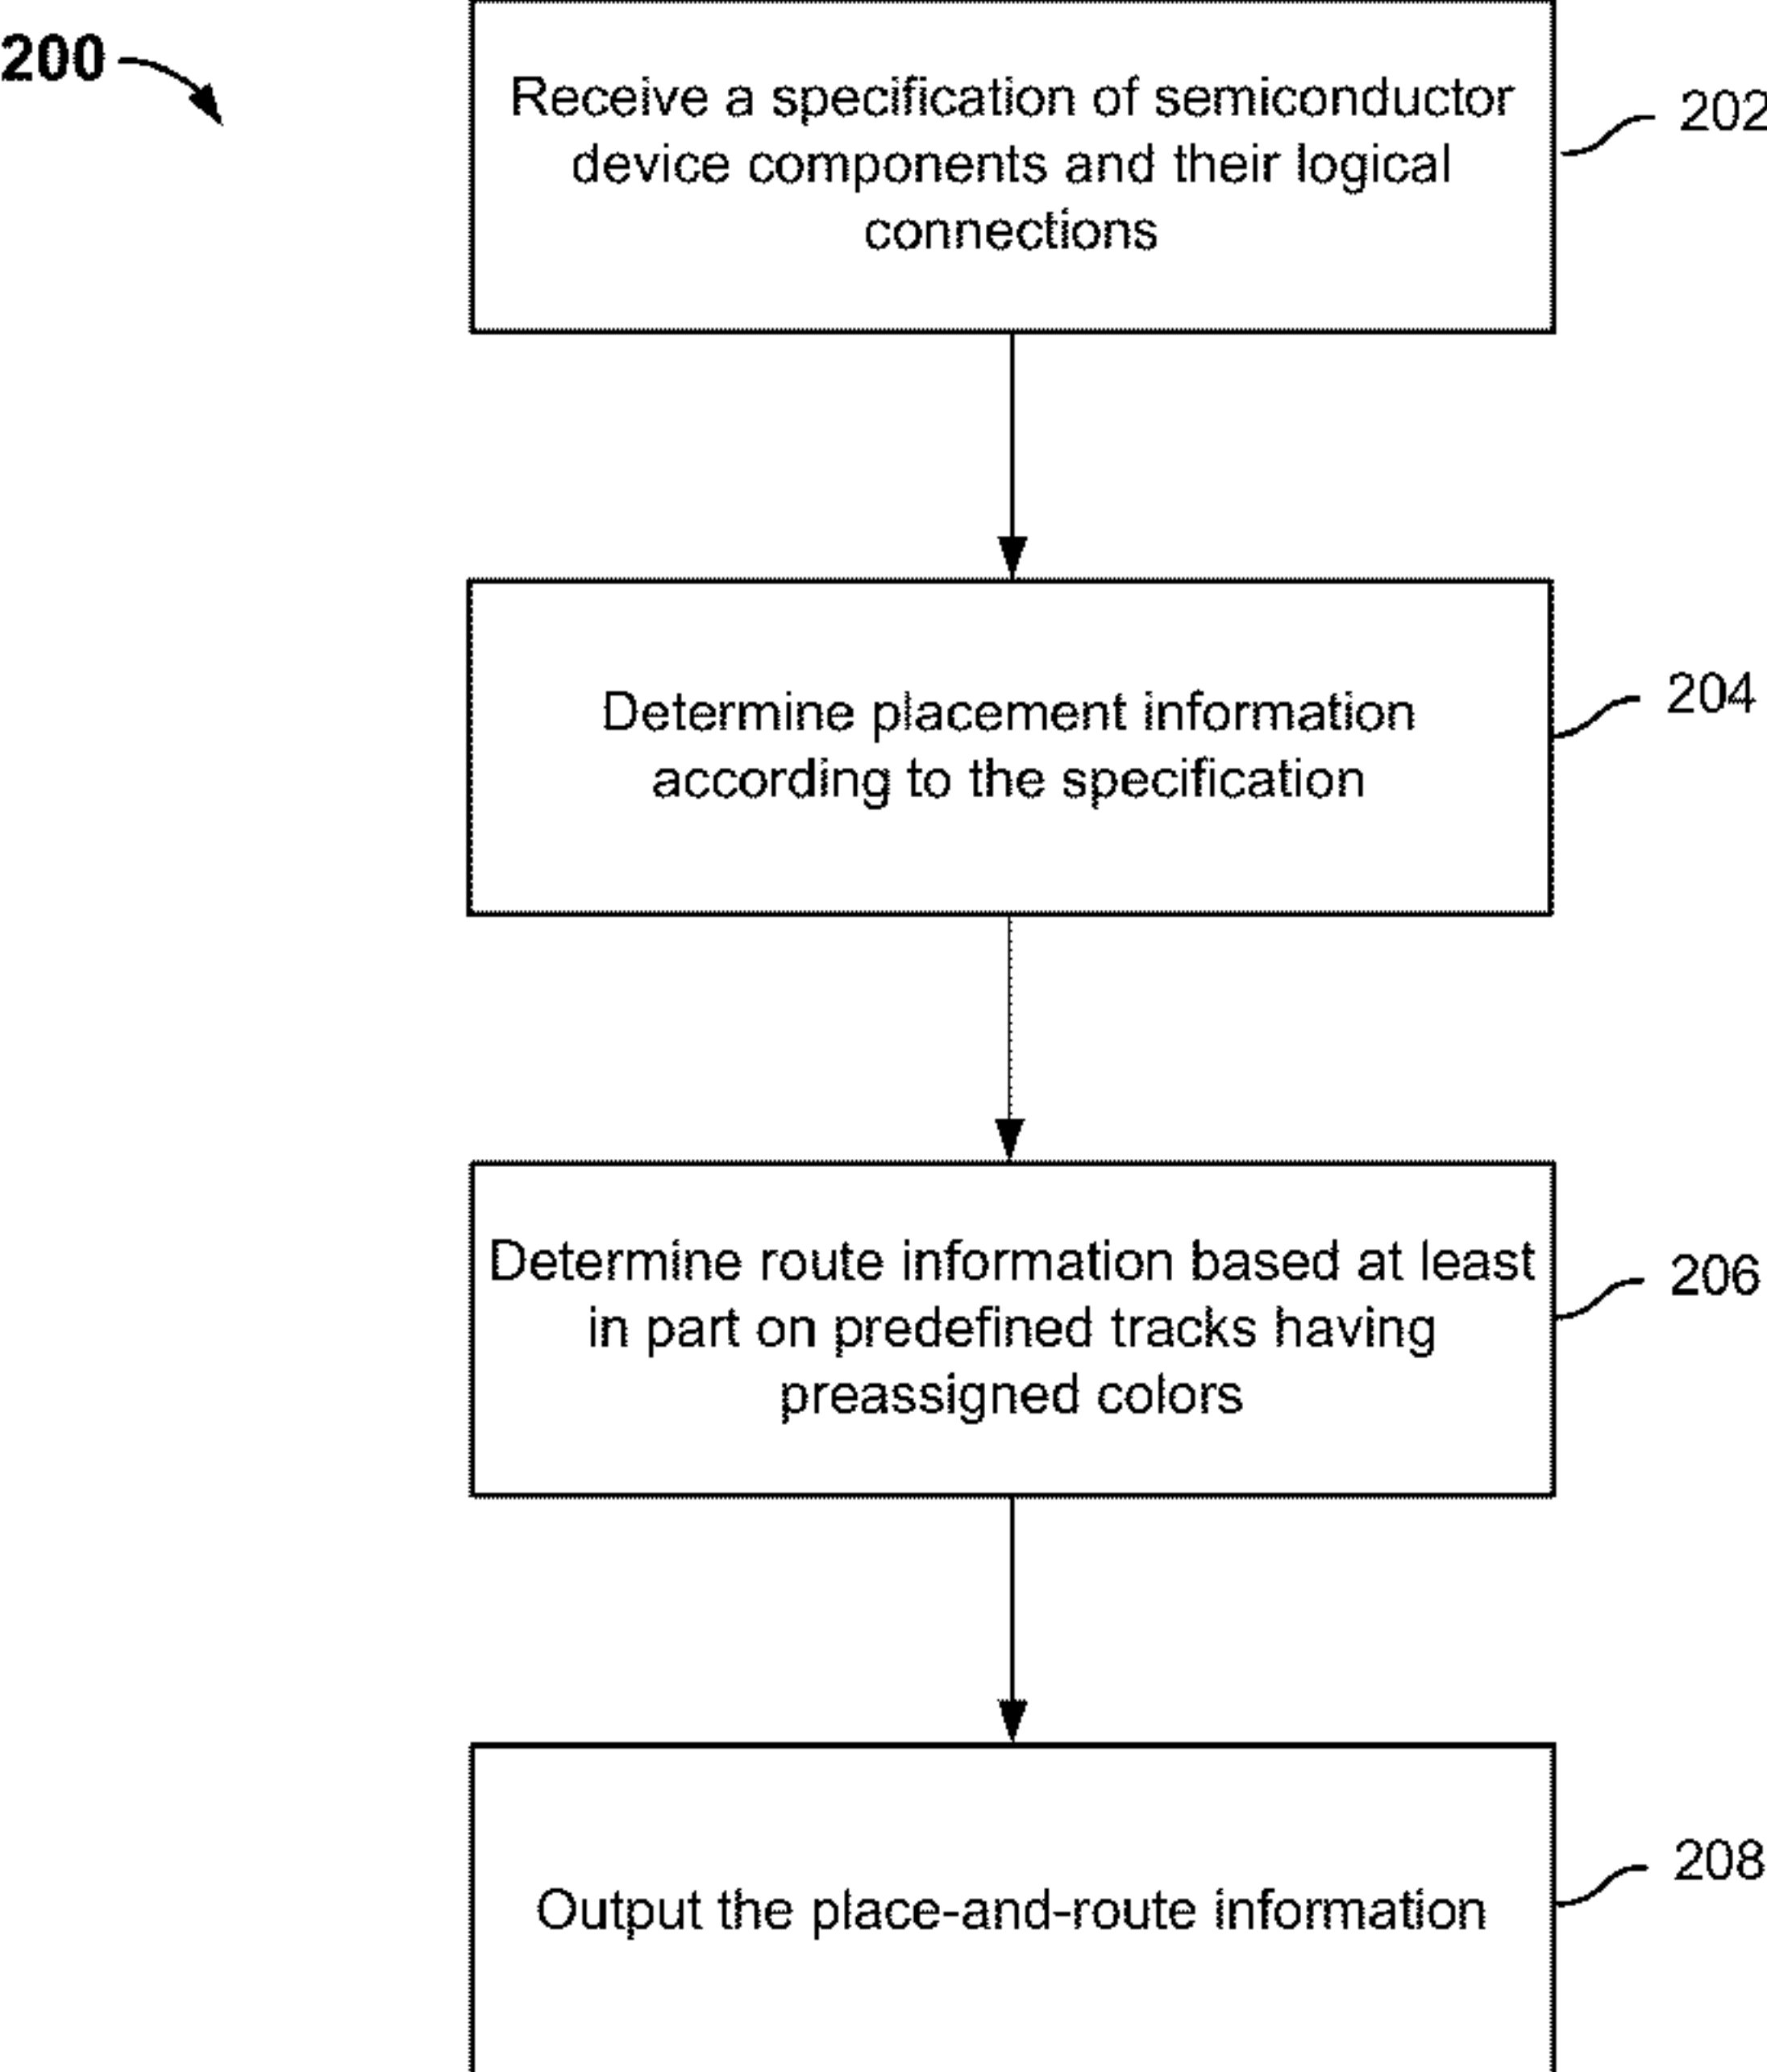 200
Receive a specification of semiconductor
device components and their logical
connections
202
Determine placement information
according to the specification
204
Determine route information based at least
in part on predefined tracks having
preassigned colors
206
Output the place-and-route information
208